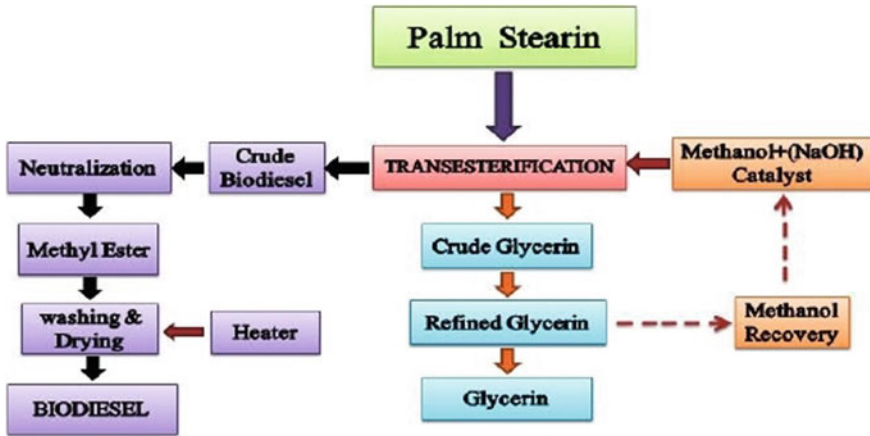 Palm Stearin
Neutralization
Crude
Biodiesel
TRANSESTERIFICATION
Methanol+(NaOH)
Catalyst
Methyl Ester
Crude Glycerin
washing &
Drying
Heater
Refined Glycerin
Methanol
Recovery
BIODIESEL
Glycerin